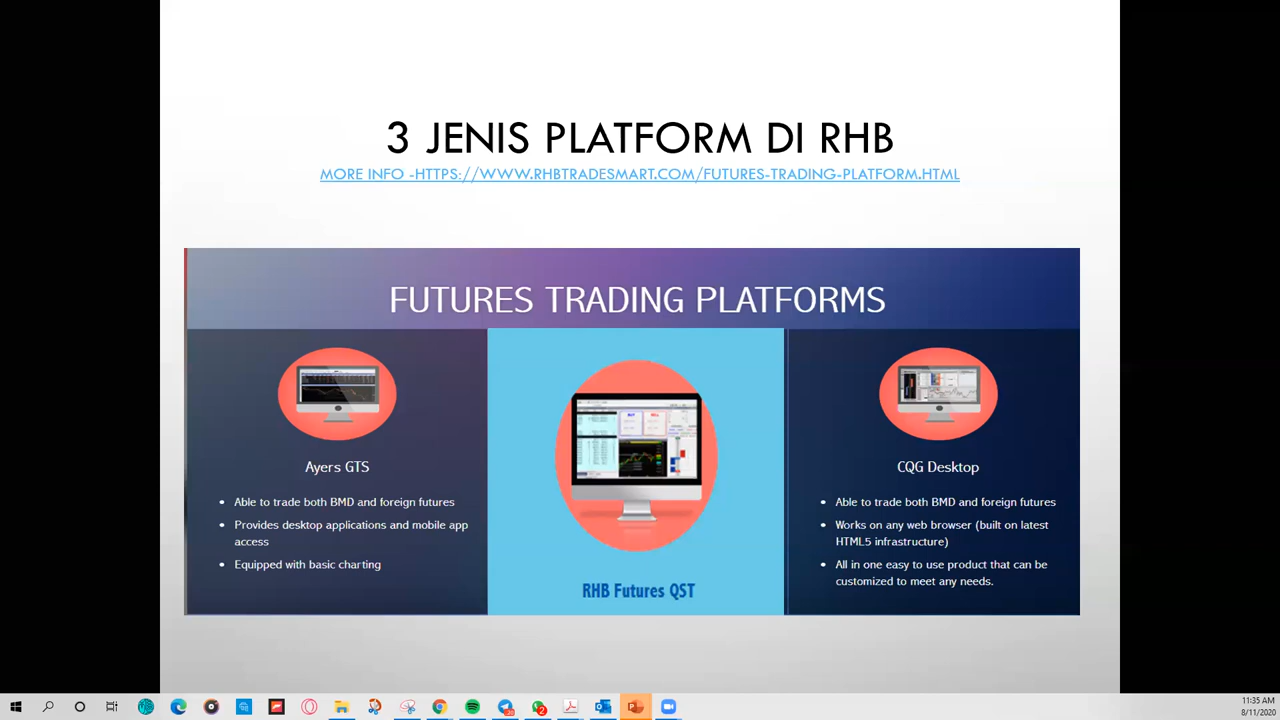 3 JENIS PLATFORM DI RHB
MORE INFO -HTTPS://WWW.RHBTRADESMART.COM/FUTURES-TRADING-PLATFORM.HTML
FUTURES TRADING PLATFORMS
Ayers GTS
• Able to trade both BMD and foreign futures
• Provides desktop applications and mobile app
access
• Equipped with basic charting
RHB Futures QST
CQG Desktop
• Able to trade both BMD and foreign futures
• Works on any web browser (built on latest
HTML5 infrastructure)
• All in one easy to use product that can be
customized to meet any needs.
11:35 AM
8/11/2020